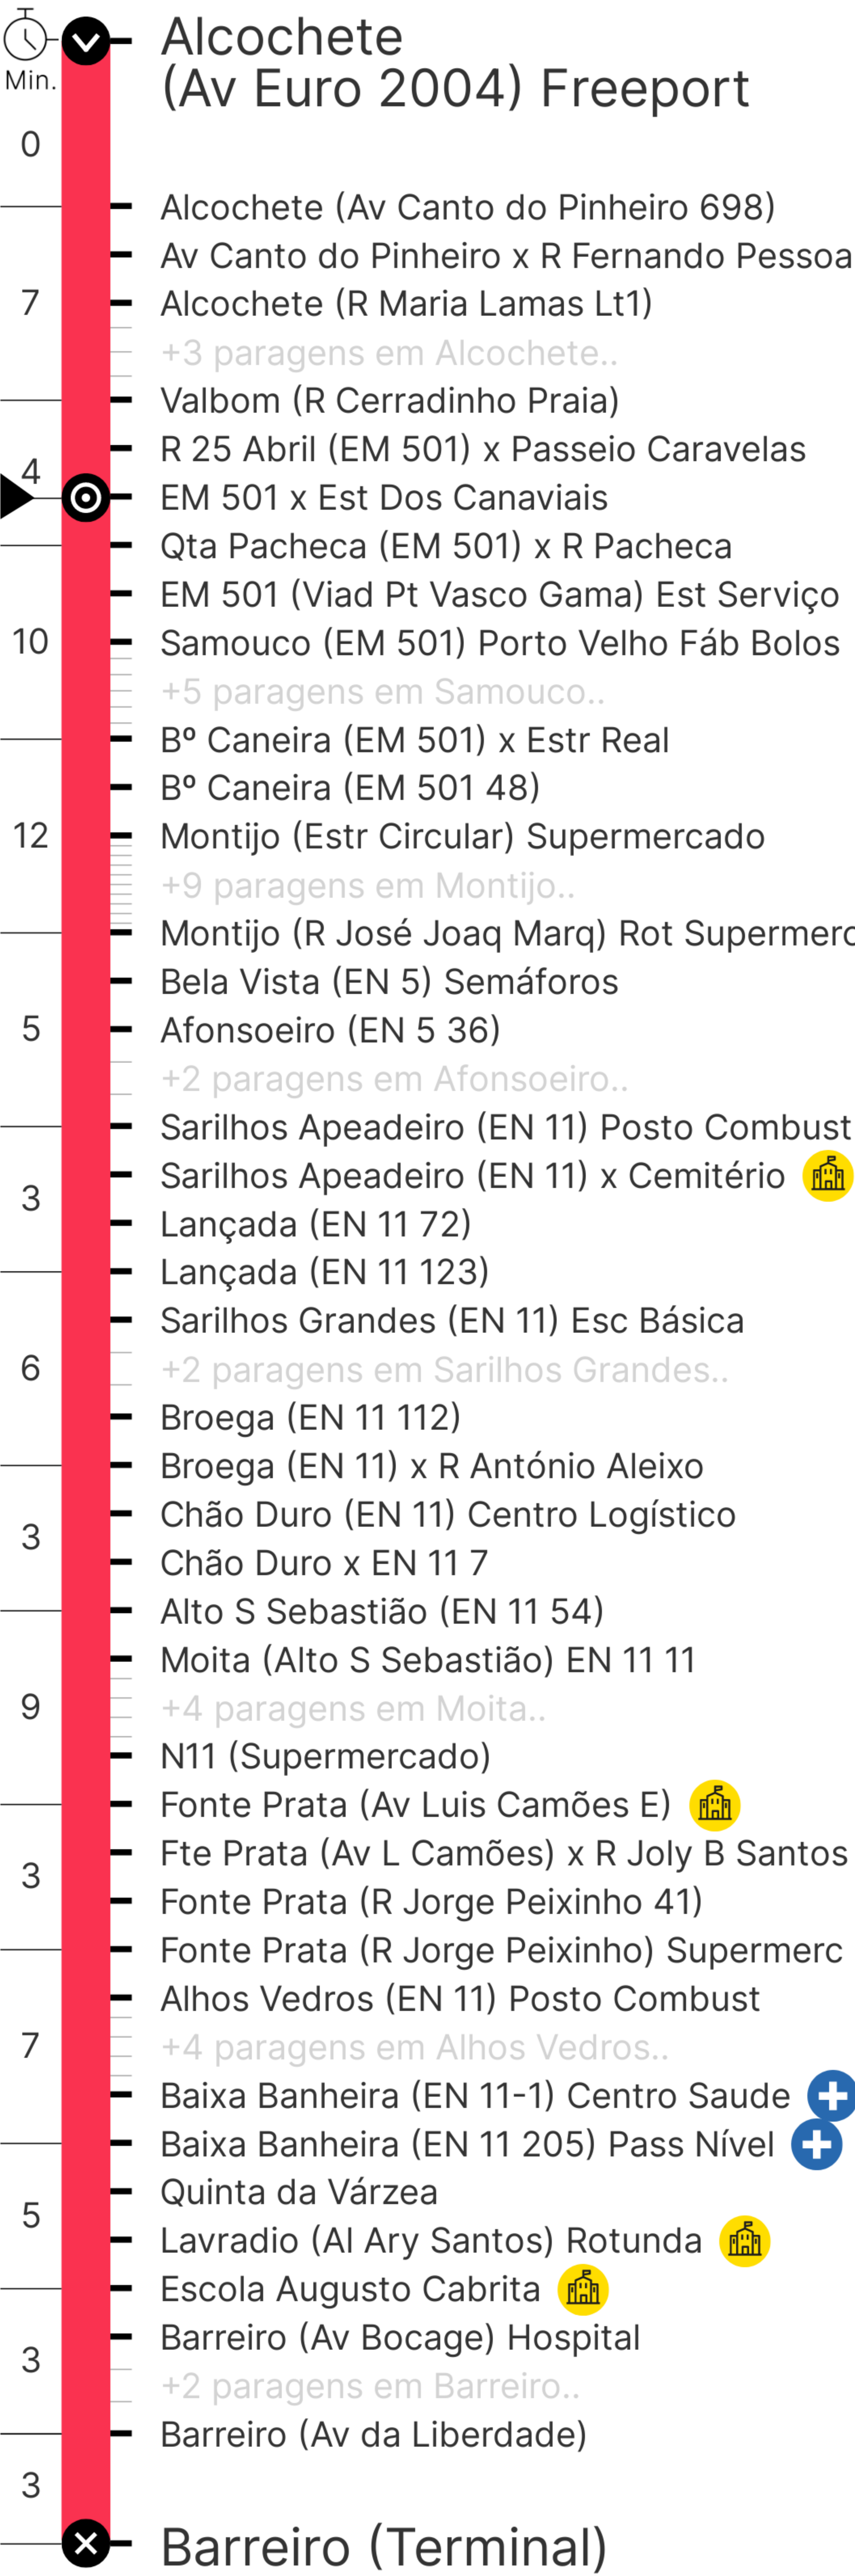 Alcochete
(Av Euro 2004) Freeport
Min.
0
Alcochete (Av Canto do Pinheiro 698)
Av Canto do Pinheiro x R Fernando Pessoa
7
Alcochete (R Maria Lamas Lt1)
+3 paragens em Alcochete..
Valbom (R Cerradinho Praia)
R 25 Abril (EM 501) x Passeio Caravelas
4
EM 501 x Est Dos Canaviais
Qta Pacheca (EM 501) x R Pacheca
EM 501 (Viad Pt Vasco Gama) Est Serviço
10
Samouco (EM 501) Porto Velho Fáb Bolos
+5 paragens em Samouco..
Bº Caneira (EM 501) x Estr Real
Bº Caneira (EM 501 48)
12
Montijo (Estr Circular) Supermercado
+9 paragens em Montijo..
Montijo (R José Joaq Marq) Rot Supermerc
Bela Vista (EN 5) Semáforos
5
Afonsoeiro (EN 5 36)
+2 paragens em Afonsoeiro..
Sarilhos Apeadeiro (EN 11) Posto Combust
Sarilhos Apeadeiro (EN 11) x Cemitério
3
Lançada (EN 11 72)
Lançada (EN 11 123)
Sarilhos Grandes (EN 11) Esc Básica
6
+2 paragens em Sarilhos Grandes..
Broega (EN 11 112)
Broega (EN 11) x R António Aleixo
Chão Duro (EN 11) Centro Logístico
3
Chão Duro x EN 11 7
Alto S Sebastião (EN 11 54)
Moita (Alto S Sebastião) EN 11 11
9
+4 paragens em Moita..
N11 (Supermercado)
Fonte Prata (Av Luis Camões E)
Fte Prata (Av L Camões) x R Joly B Santos
3
Fonte Prata (R Jorge Peixinho 41)
Fonte Prata (R Jorge Peixinho) Supermerc
Alhos Vedros (EN 11) Posto Combust
7
+4 paragens em Alhos Vedros..
Baixa Banheira (EN 11-1) Centro Saude
Baixa Banheira (EN 11 205) Pass Nível
Quinta da Várzea
5
Lavradio (Al Ary Santos) Rotunda
Escola Augusto Cabrita
Barreiro (Av Bocage) Hospital
3
+2 paragens em Barreiro..
Barreiro (Av da Liberdade)
3
Barreiro (Terminal)